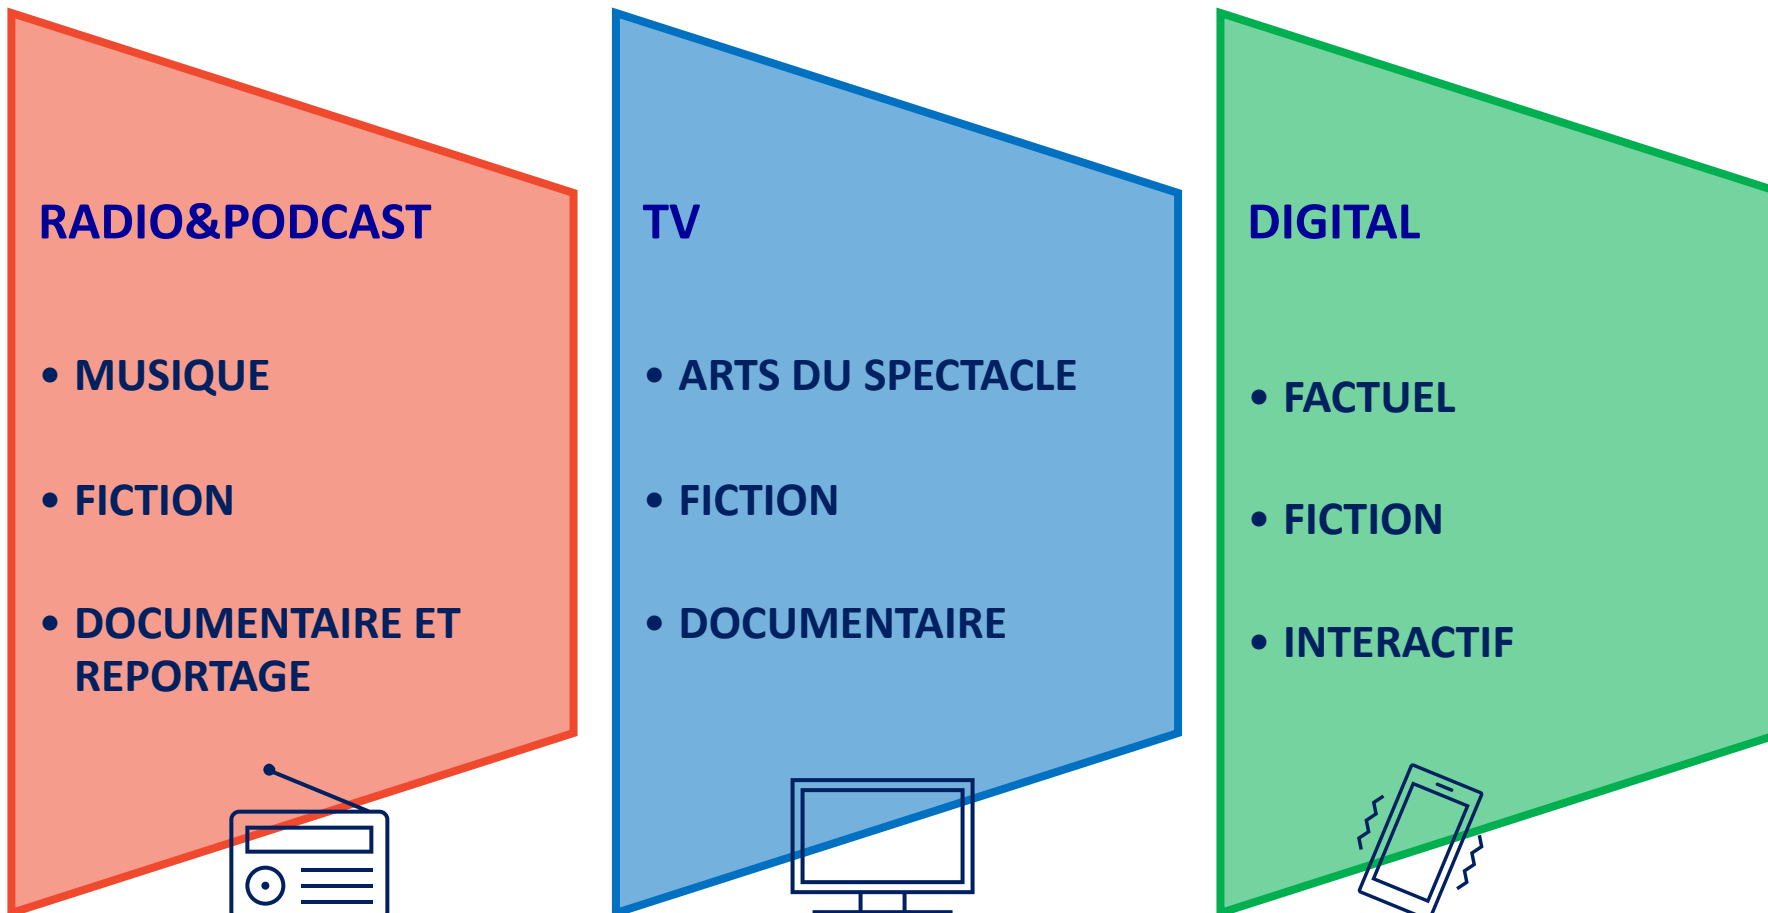 RADIO&PODCAST
• MUSIQUE
• FICTION
• DOCUMENTAIRE ET
REPORTAGE
TV
• ARTS DU SPECTACLE
• FICTION
• DOCUMENTAIRE
DIGITAL
• FACTUEL
• FICTION
• INTERACTIF